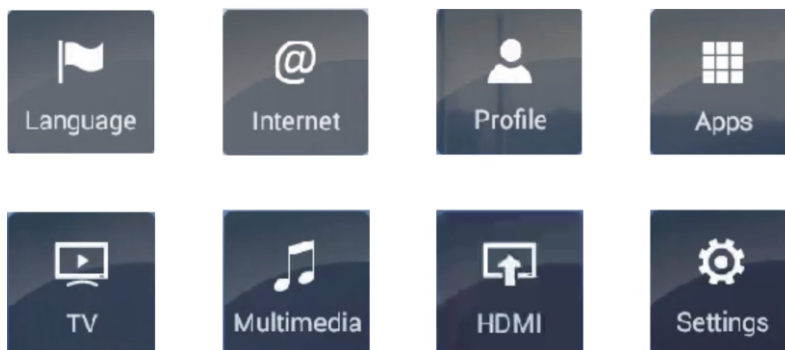 @
Language
Internet
Profile
Apps
TV
Multimedia
HDMI
Settings